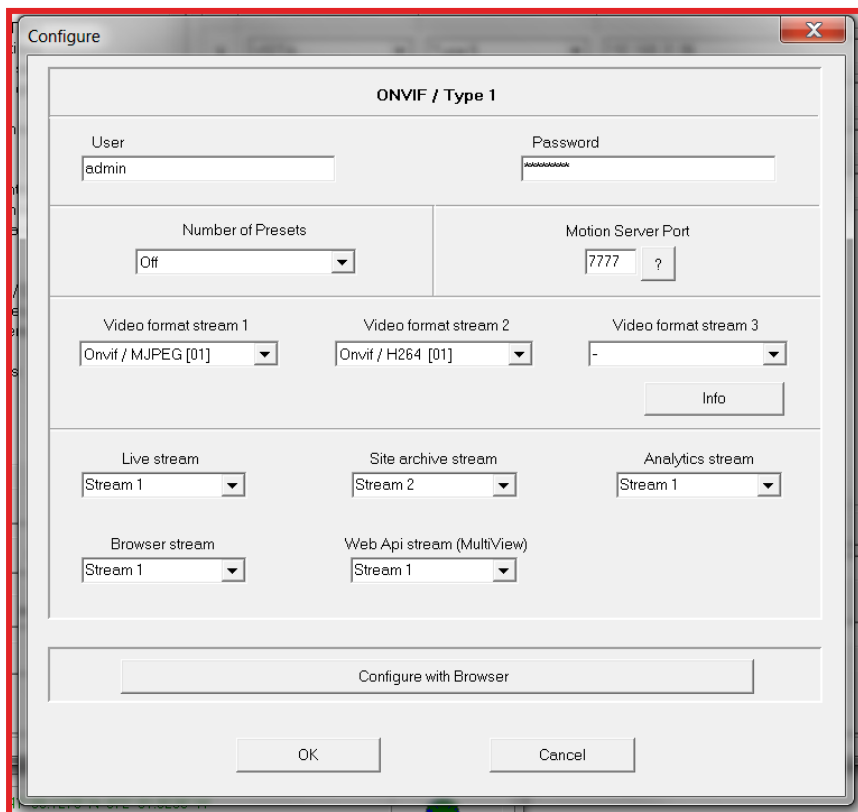 Configure
ONVIF / Type 1
User Password
admin *********
Number of Presets Motion Server Port
Off 7777 ?
Video format stream 1 Video format stream 2 Video format stream 3
Onvif / MJPEG [01] Onvif / H264 [01] -
Info
Live stream Site archive stream Analytics stream
Stream 1 Stream 2 Stream 1
Browser stream Web Api stream (MultiView)
Stream 1 Stream 1
Configure with Browser
OK Cancel